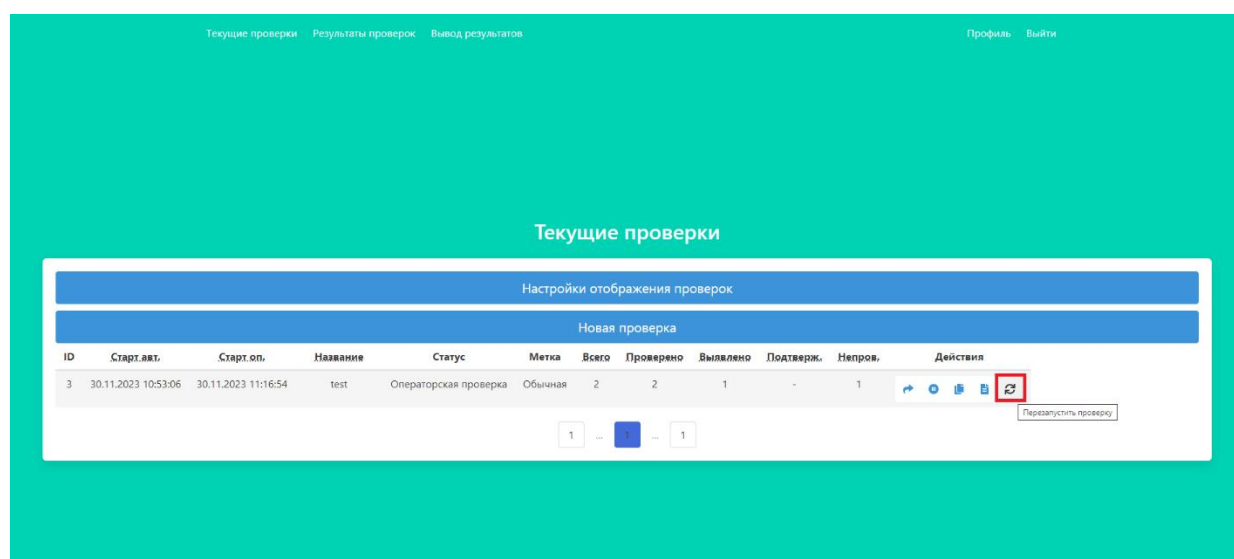 Текущие проверки Результаты проверок Вывод результатов Профиль Выйти
Текущие проверки
Настройки отображения проверок
Новая проверка
ID Старт авт. Старт оп. Название Статус Метка Всего Проверено Выявлено Подтверж. Непров. Действия
3 30.11.2023 10:53:06 30.11.2023 11:16:54 test Операторская проверка Обычная 2 2 1 - 1
Перезапустить проверку
1 ... 1 ... 1